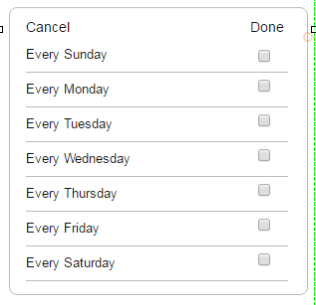 Cancel Done
Every Sunday
Every Monday
Every Tuesday
Every Wednesday
Every Thursday
Every Friday
Every Saturday